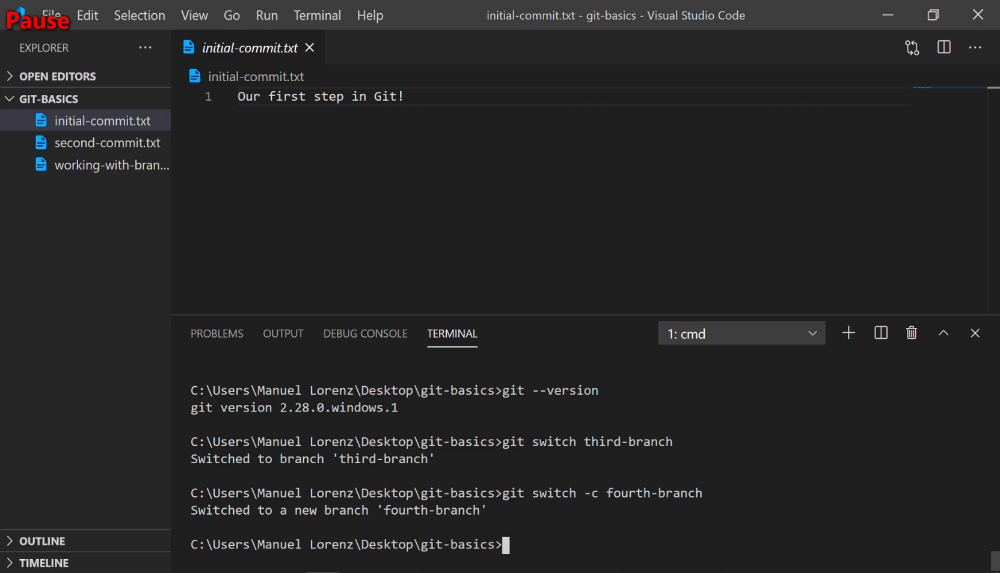 Pause
File Edit Selection View Go Run Terminal Help
initial-commit.txt - git-basics - Visual Studio Code
EXPLORER
initial-commit.txt
OPEN EDITORS
initial-commit.txt
GIT-BASICS
1 Our first step in Git!
initial-commit.txt
second-commit.txt
working-with-bran...
PROBLEMS OUTPUT DEBUG CONSOLE TERMINAL
1: cmd
C:\Users\Manuel Lorenz\Desktop\git-basics>git --version
git version 2.28.0.windows.1
C:\Users\Manuel Lorenz\Desktop\git-basics>git switch third-branch
Switched to branch 'third-branch'
C:\Users\Manuel Lorenz\Desktop\git-basics>git switch -c fourth-branch
Switched to a new branch 'fourth-branch'
C:\Users\Manuel Lorenz\Desktop\git-basics>
OUTLINE
TIMELINE